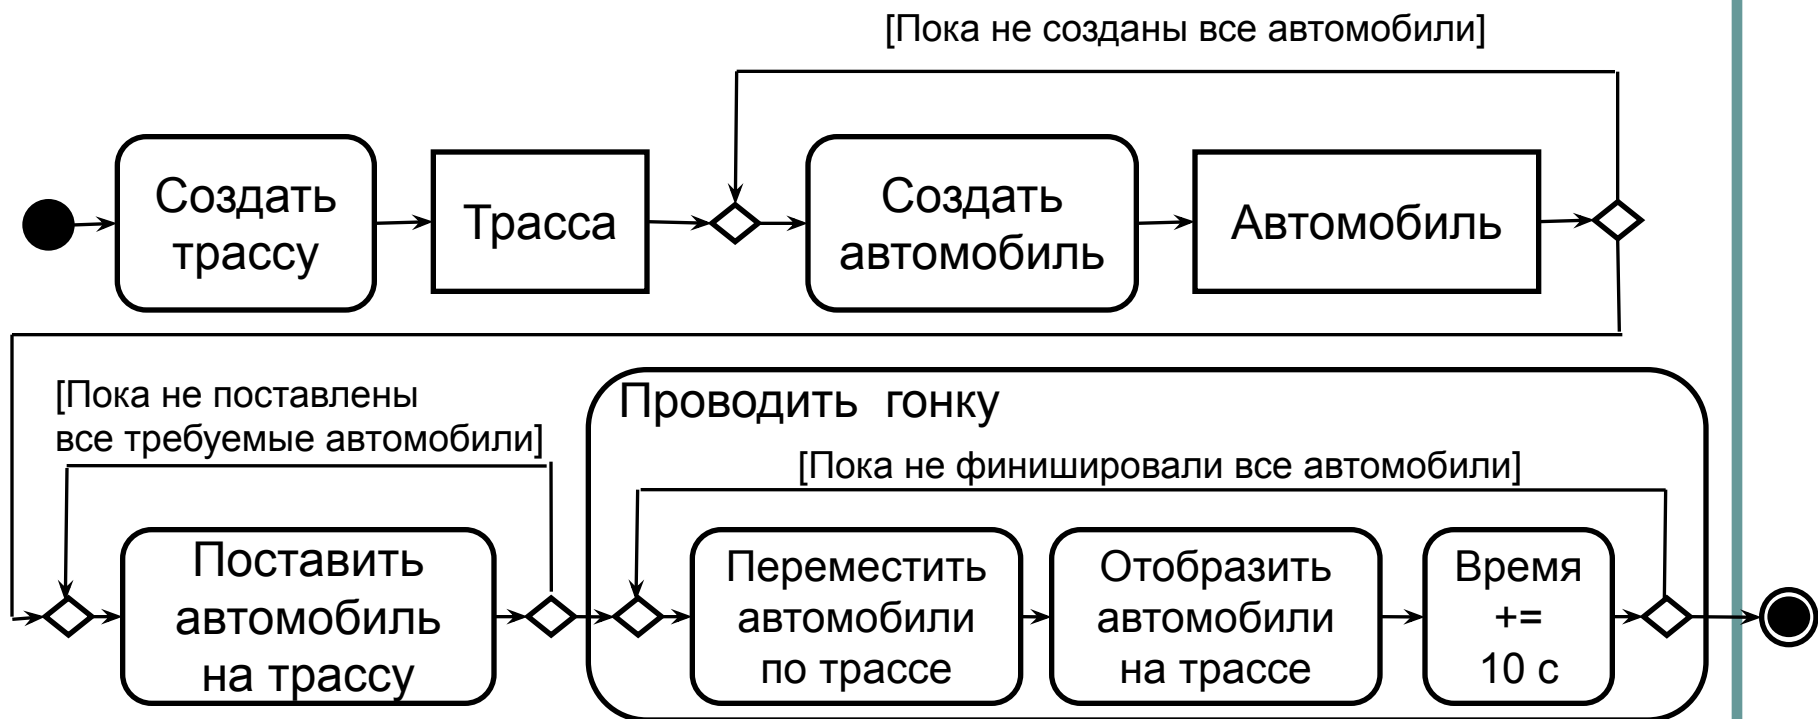 [Пока не созданы все автомобили]
Создать
трассу
Трасса
Создать
автомобиль
Автомобиль
[Пока не поставлены
все требуемые автомобили]
Проводить гонку
[Пока не финишировали все автомобили]
Поставить
автомобиль
на трассу
Переместить
автомобили
по трассе
Отобразить
автомобили
на трассе
Время
+=
10 с